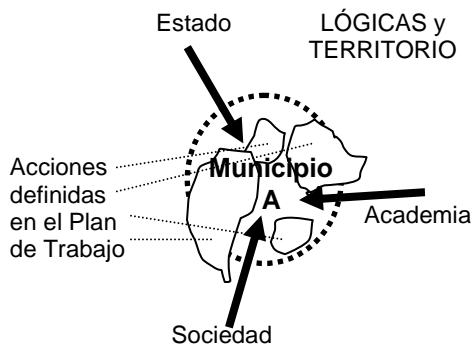 Estado
LÓGICAS y
TERRITORIO
Municipio
A
Acciones
definidas
en el Plan
de Trabajo
Academia
Sociedad